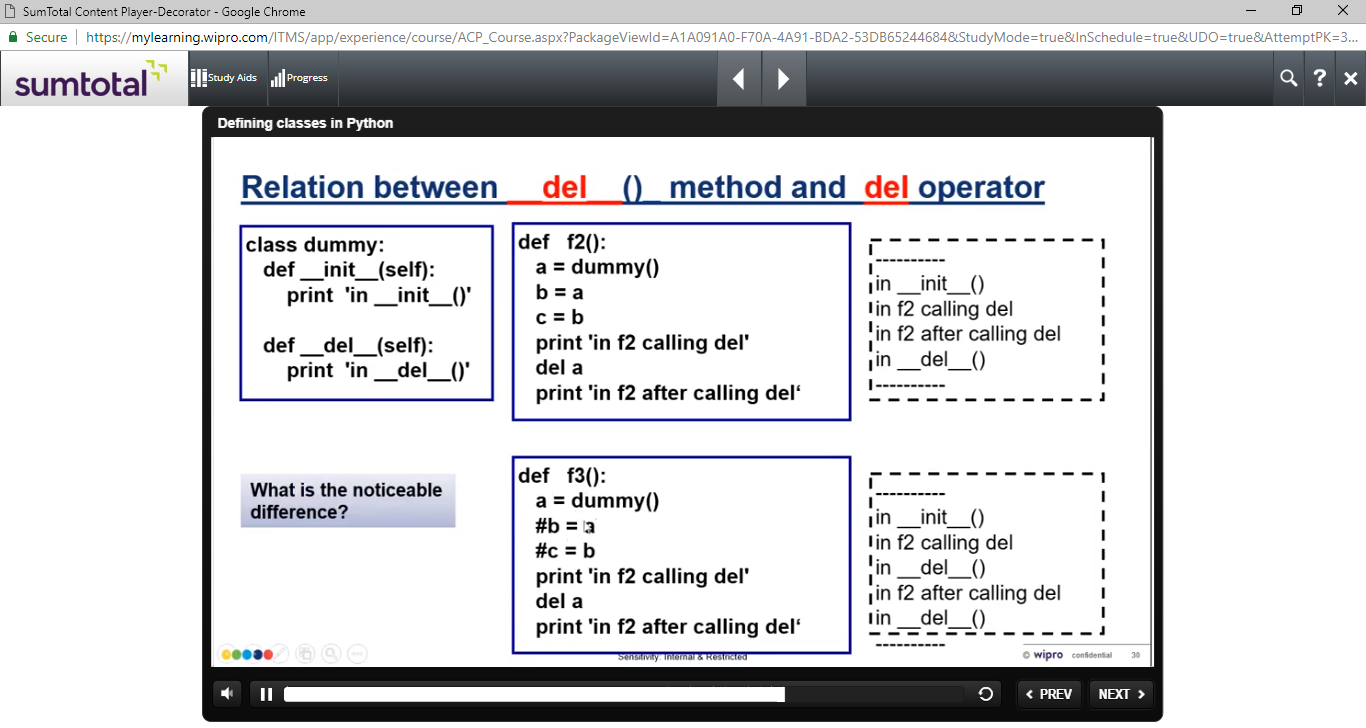 SumTotal Content Player-Decorator - Google Chrome
Secure https://mylearning.wipro.com/ITMS/app/experience/course/ACP_Course.aspx?PackageViewId=A1A091A0-F70A-4A91-BDA2-53DB65244684&StudyMode=true&InSchedule=true&UDO=true&AttemptPK=3...
sumtotal
Study Aids
Progress
?
Defining classes in Python
Relation between __del__()_ method and del operator
class dummy:
def __init__(self):
print 'in __init__()'
def __del__(self):
print 'in __del__()'
def f2():
a = dummy()
b = a
c = b
print 'in f2 calling del'
del a
print 'in f2 after calling del‘
----------
in __init__()
in f2 calling del
in f2 after calling del
in __del__()
----------
What is the noticeable
difference?
def f3():
a = dummy()
#b = a
#c = b
print 'in f2 calling del'
del a
print 'in f2 after calling del‘
----------
in __init__()
in f2 calling del
in __del__()
in f2 after calling del
in __del__()
----------
Sensitivity: Internal & Restricted
© wipro confidential 30
< PREV
NEXT >